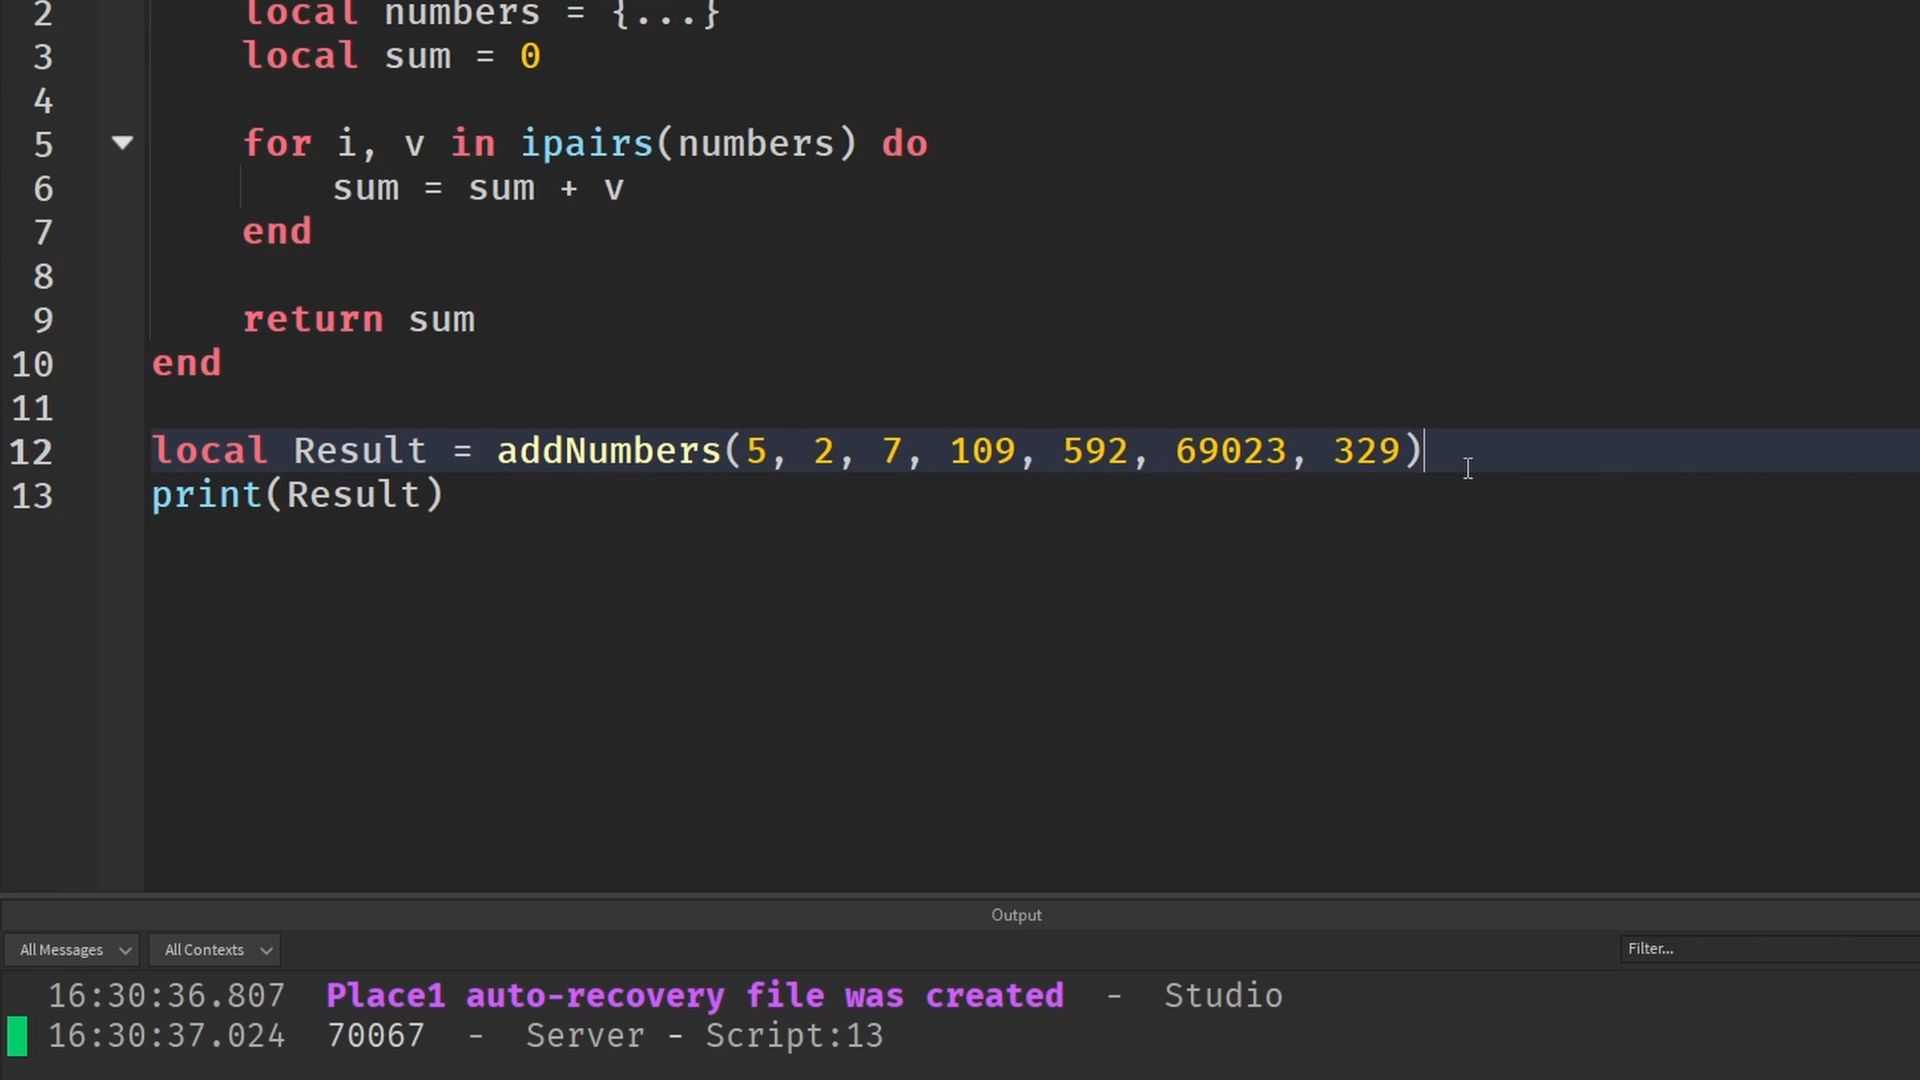 2 local numbers = {...}
3 local sum = 0
4
5 for i, v in ipairs(numbers) do
6 sum = sum + v
7 end
8
9 return sum
10 end
11
12 local Result = addNumbers(5, 2, 7, 109, 592, 69023, 329)
13 print(Result)
Output
All Messages All Contexts Filter...
16:30:36.807 Place1 auto-recovery file was created - Studio
16:30:37.024 70067 - Server - Script:13